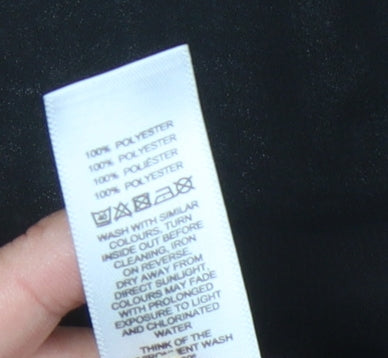 100% POLYESTER
100% POLYESTER
100% POLIÉSTER
100% POLYESTER
WASH WITH SIMILAR
COLOURS, TURN
INSIDE OUT BEFORE
CLEANING, IRON
ON REVERSE,
DRY AWAY FROM
DIRECT SUNLIGHT.
COLOURS MAY FADE
WITH PROLONGED
EXPOSURE TO LIGHT
AND CHLORINATED
WATER
THINK OF THE
WASH